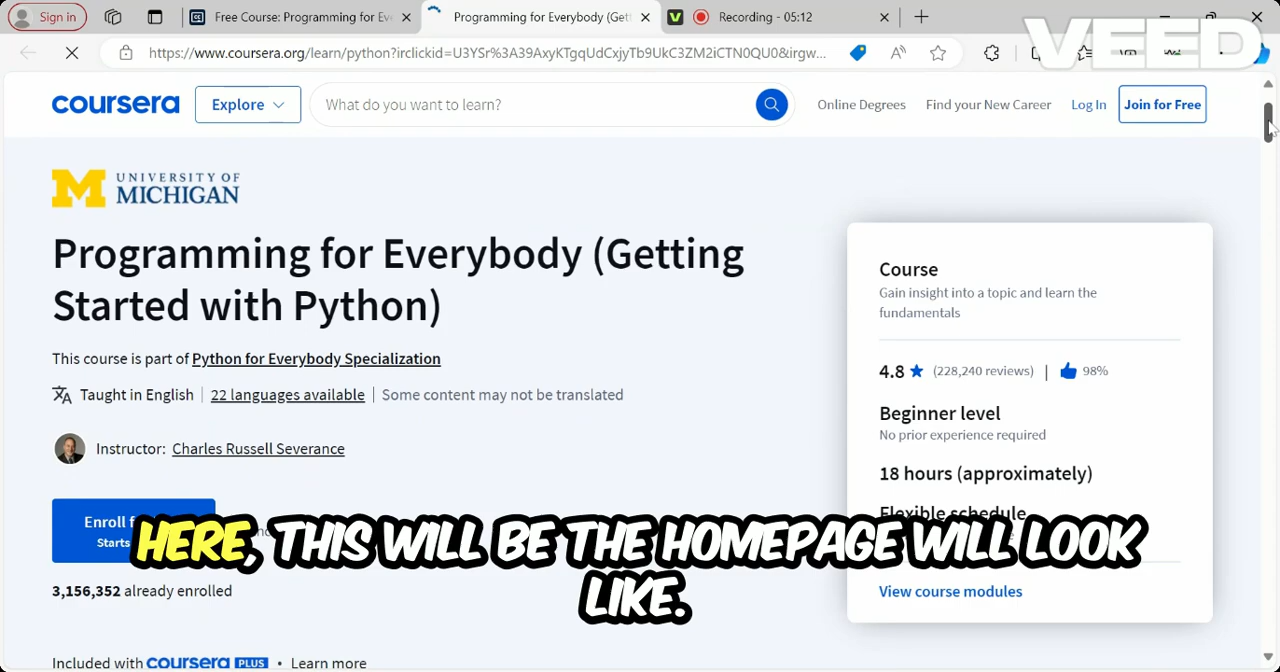 Sign in
Free Course: Programming for Ev
Programming for Everybody (Gett
Recording - 05:12
https://www.coursera.org/learn/python?irclickid=U3YSr%3A39AxyKTgqUdCxjyTb9UkC3ZM2iCTN0QU0&irgw...
VEED
coursera
Explore
What do you want to learn?
Online Degrees
Find your New Career
Log In
Join for Free
UNIVERSITY OF
MICHIGAN
Programming for Everybody (Getting
Started with Python)
This course is part of Python for Everybody Specialization
Taught in English
22 languages available
Some content may not be translated
Instructor: Charles Russell Severance
Enroll
Starts
3,156,352 already enrolled
Included with coursera PLUS • Learn more
Course
Gain insight into a topic and learn the
fundamentals
4.8 ★ (228,240 reviews) | 98%
Beginner level
No prior experience required
18 hours (approximately)
Flexible schedule
View course modules
HERE, THIS WILL BE THE HOMEPAGE WILL LOOK
LIKE.